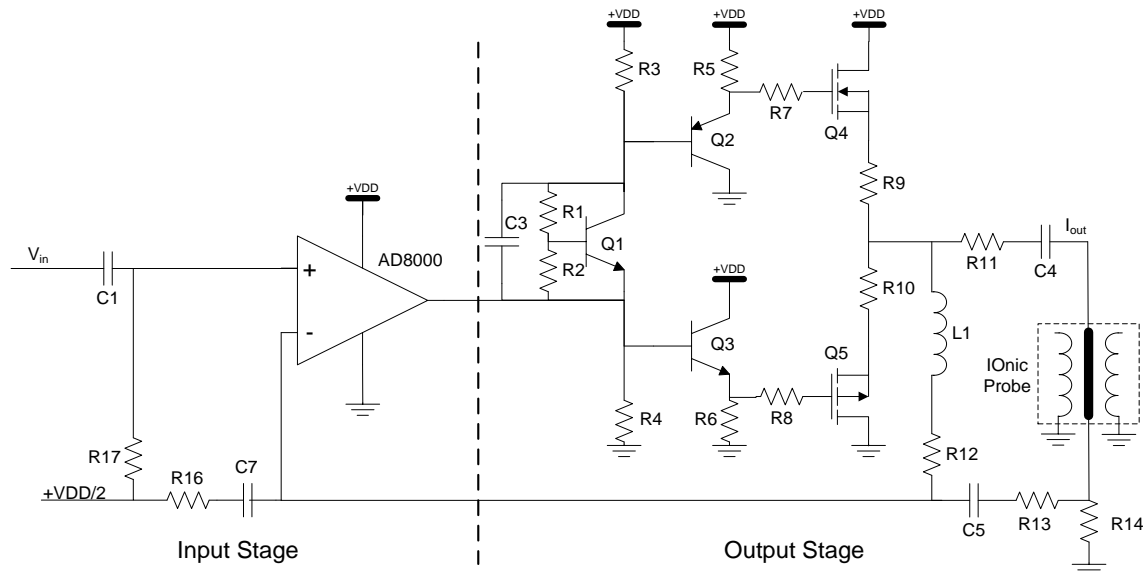 +VDD
+VDD
+VDD
R3
R5
R7
Q4
Q2
+VDD
R9
C3
R1
Q1
R2
Iout
Vin
AD8000
R11
C4
C1
+
-
+VDD
R10
L1
Q3
Q5
IOnic
Probe
R4
R6
R8
R17
C7
R12
+VDD/2
R16
C5
R13
R14
Input Stage
Output Stage